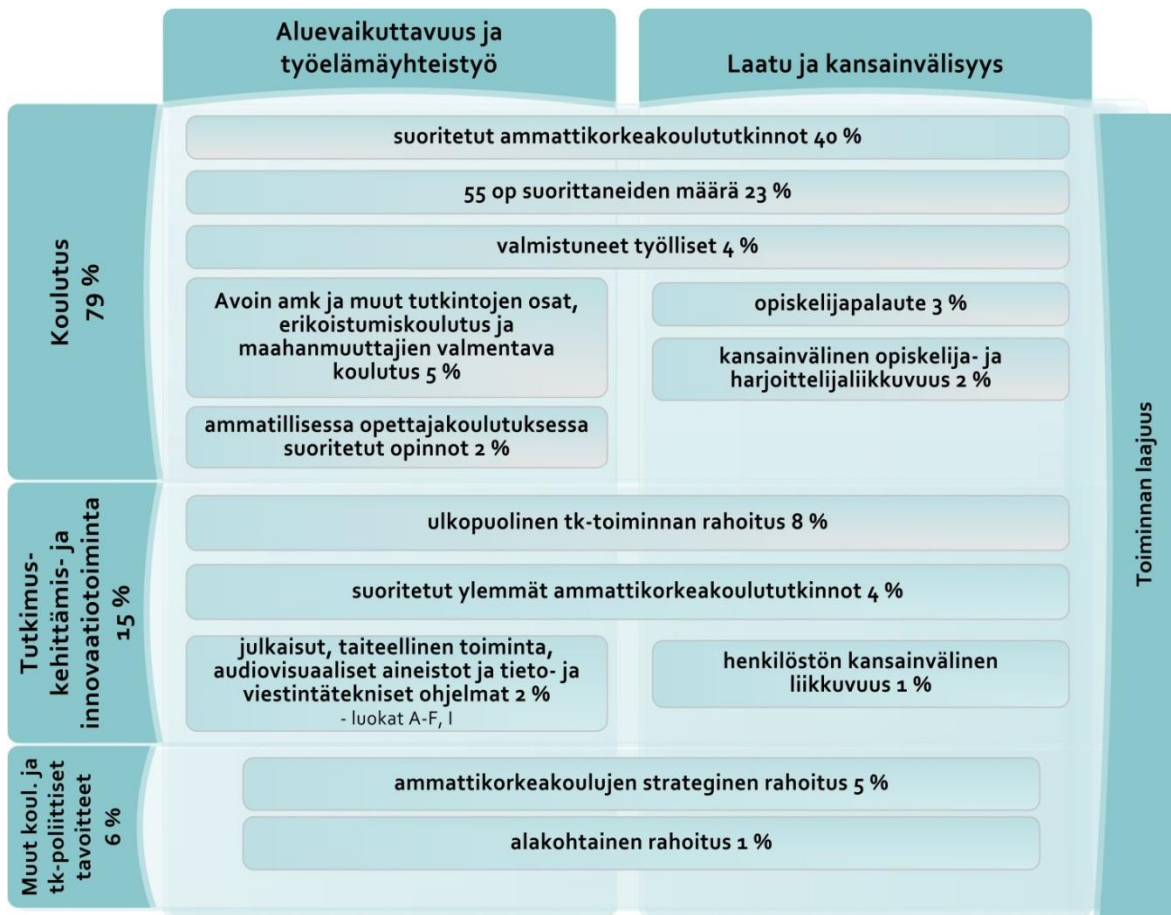 Aluevaikuttavuus ja
työelämäyhteistyö
Laatu ja kansainvälisyys
Koulutus
79 %
suoritetut ammattikorkeakoulututkinnot 40 %
55 op suorittaneiden määrä 23 %
valmistuneet työlliset 4 %
Avoin amk ja muut tutkintojen osat,
erikoistumiskoulutus ja
maahanmuuttajien valmentava
koulutus 5 %
opiskelijapalaute 3 %
kansainvälinen opiskelija- ja
harjoittelijaliikkuvuus 2 %
ammatillisessa opettajakoulutuksessa
suoritetut opinnot 2 %
Tutkimus-
kehittämis- ja
innovaatiotoiminta
15 %
ulkopuolinen tk-toiminnan rahoitus 8 %
suoritetut ylemmät ammattikorkeakoulututkinnot 4 %
julkaisut, taiteellinen toiminta,
audiovisuaaliset aineistot ja tieto- ja
viestintätekniset ohjelmat 2 %
- luokat A-F, I
henkilöstön kansainvälinen
liikkuvuus 1 %
Muut koul. ja
tk-poliittiset
tavoitteet
6 %
ammattikorkeakoulujen strateginen rahoitus 5 %
alakohtainen rahoitus 1 %
Toiminnan laajuus